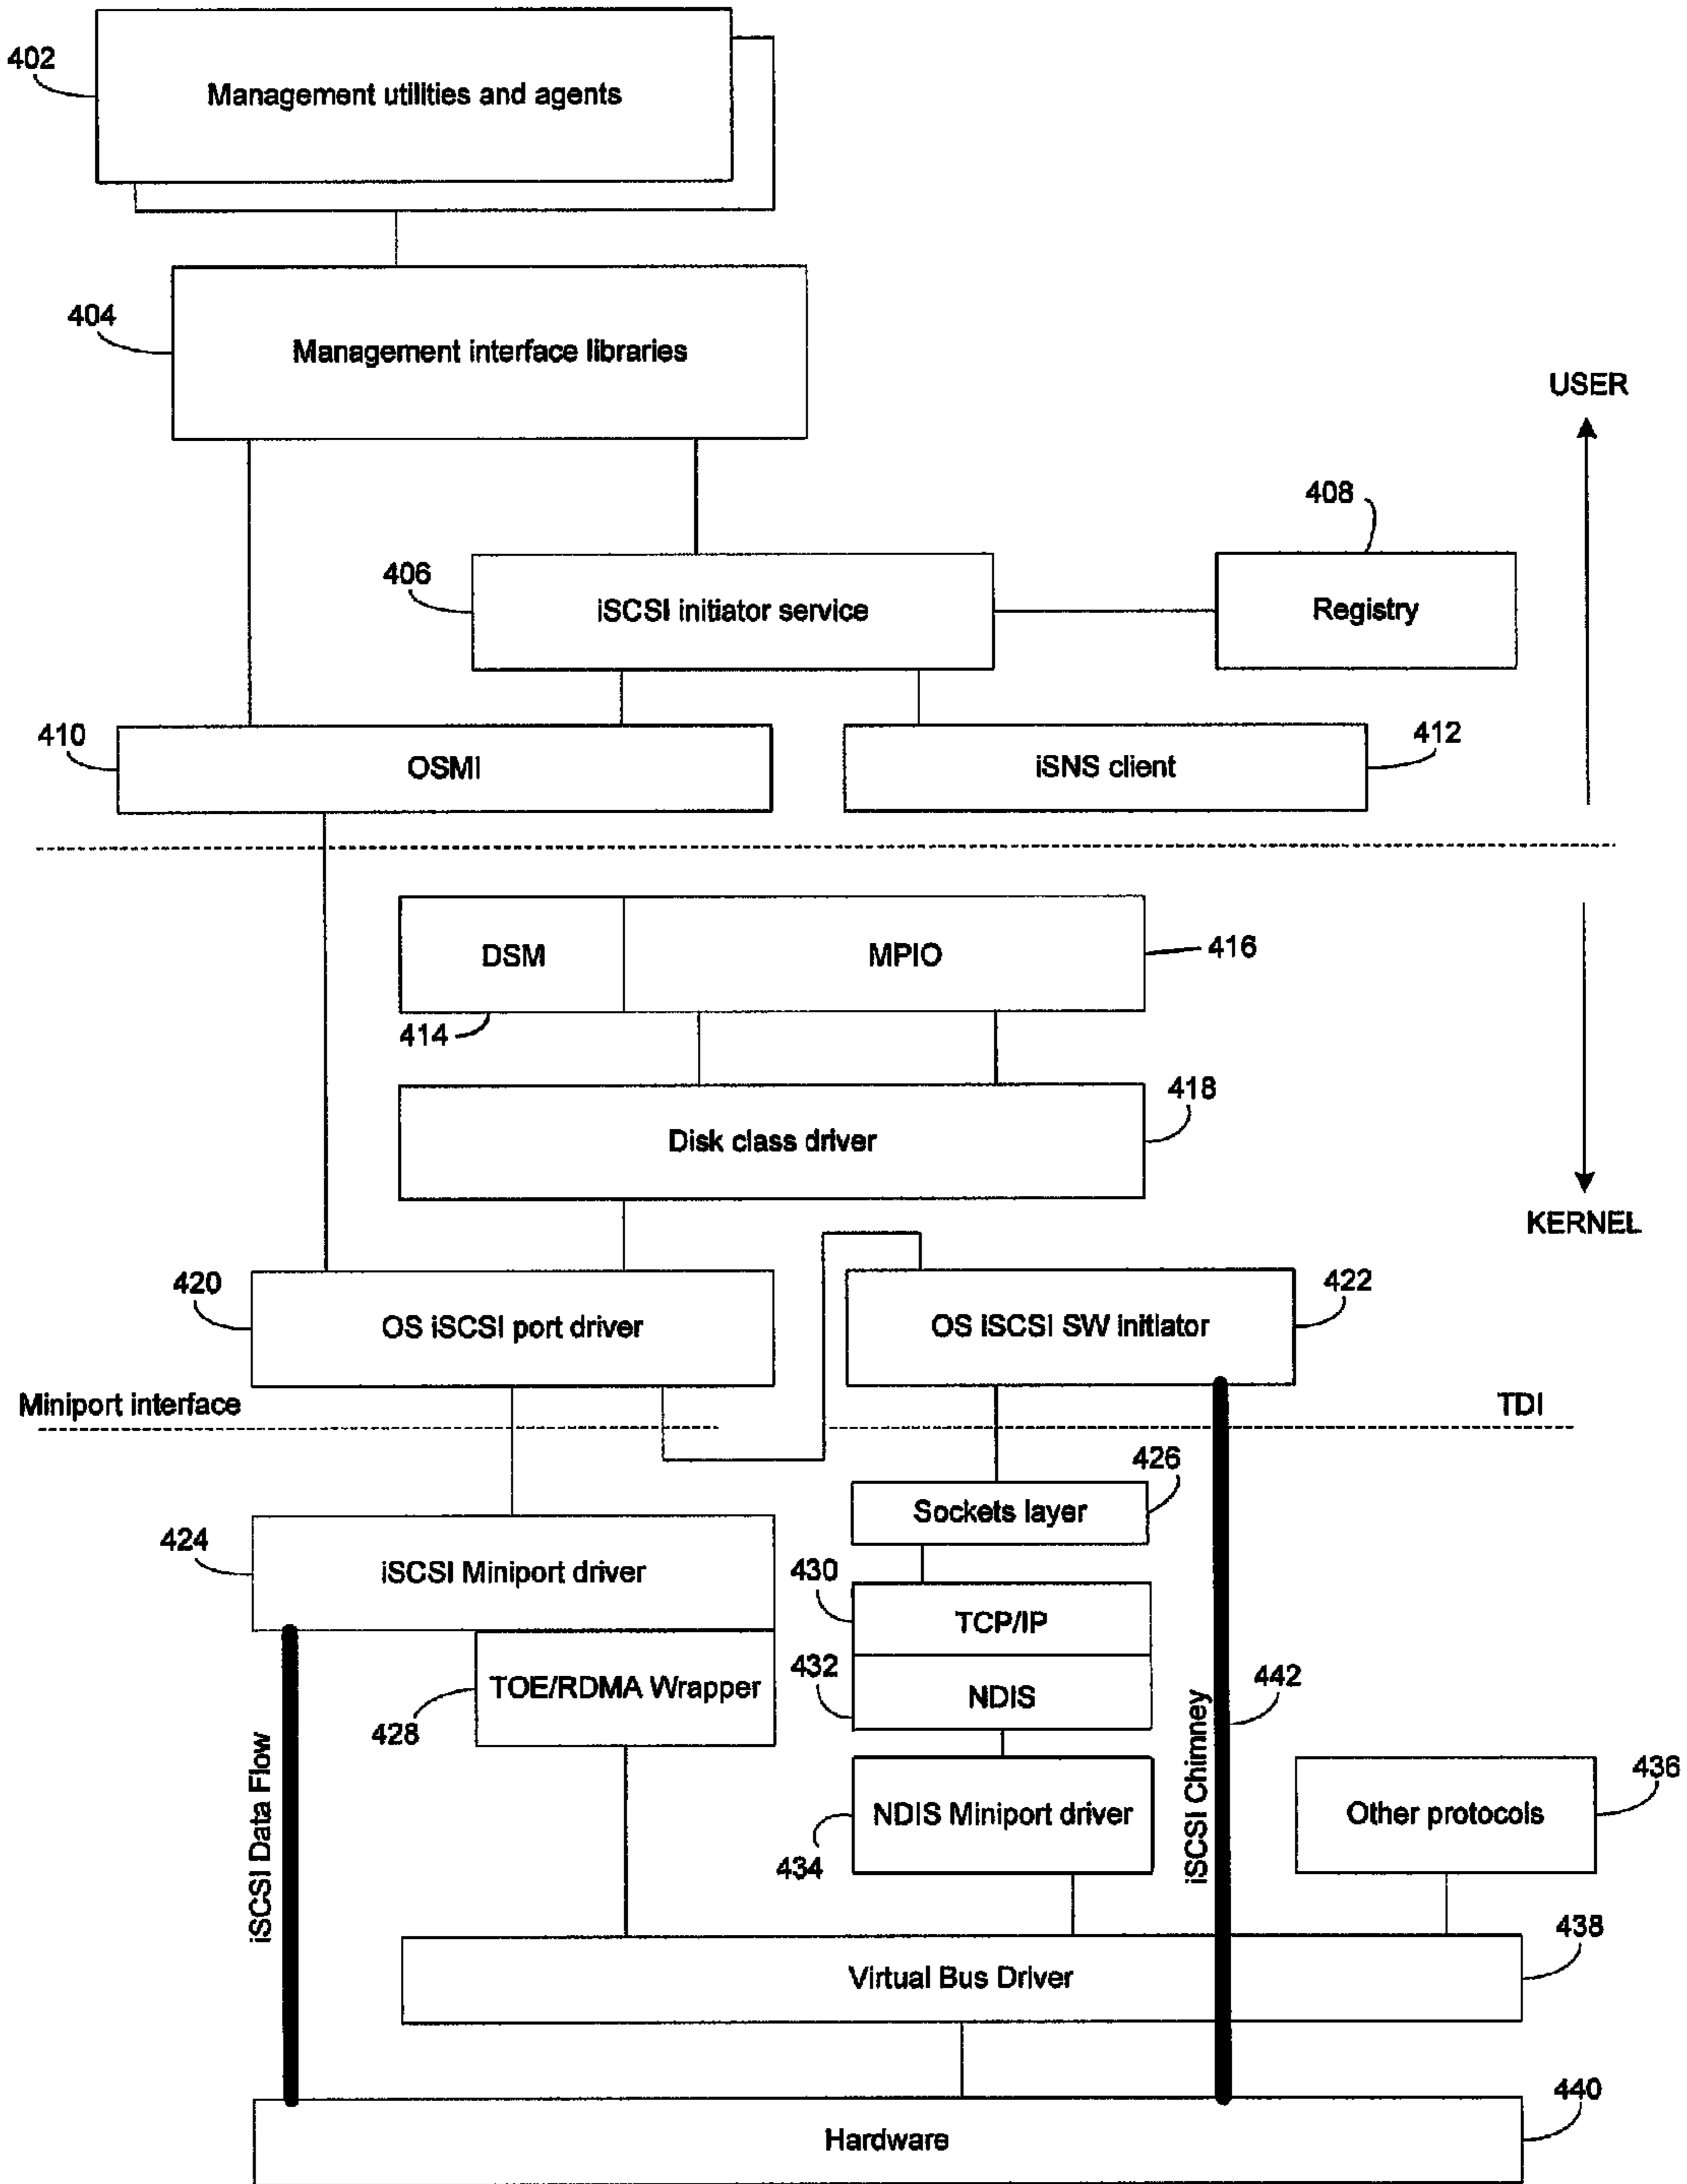 402
Management utilities and agents
404
Management interface libraries
USER
408
406
iSCSI initiator service
Registry
410
OSMI
iSNS client
412
DSM
MPIO
416
414
418
Disk class driver
KERNEL
420
OS iSCSI port driver
OS iSCSI SW initiator
422
Miniport interface
TDI
426
Sockets layer
424
iSCSI Miniport driver
430
TCP/IP
TOE/RDMA Wrapper
428
432
NDIS
442
iSCSI Data Flow
iSCSI Chimney
NDIS Miniport driver
434
Other protocols
436
438
Virtual Bus Driver
440
Hardware